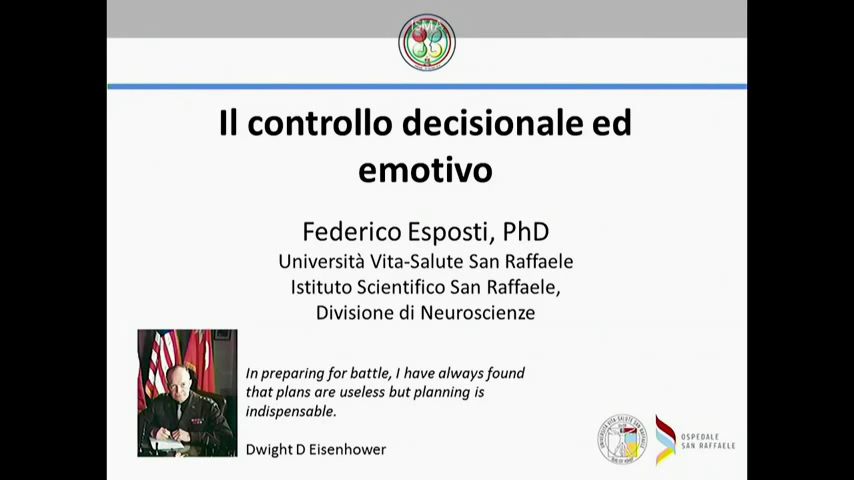 ISMA
Il controllo decisionale ed
emotivo
Federico Esposti, PhD
Università Vita-Salute San Raffaele
Istituto Scientifico San Raffaele,
Divisione di Neuroscienze
In preparing for battle, I have always found
that plans are useless but planning is
indispensable.
Dwight D Eisenhower
OSPEDALE
SAN RAFFAELE